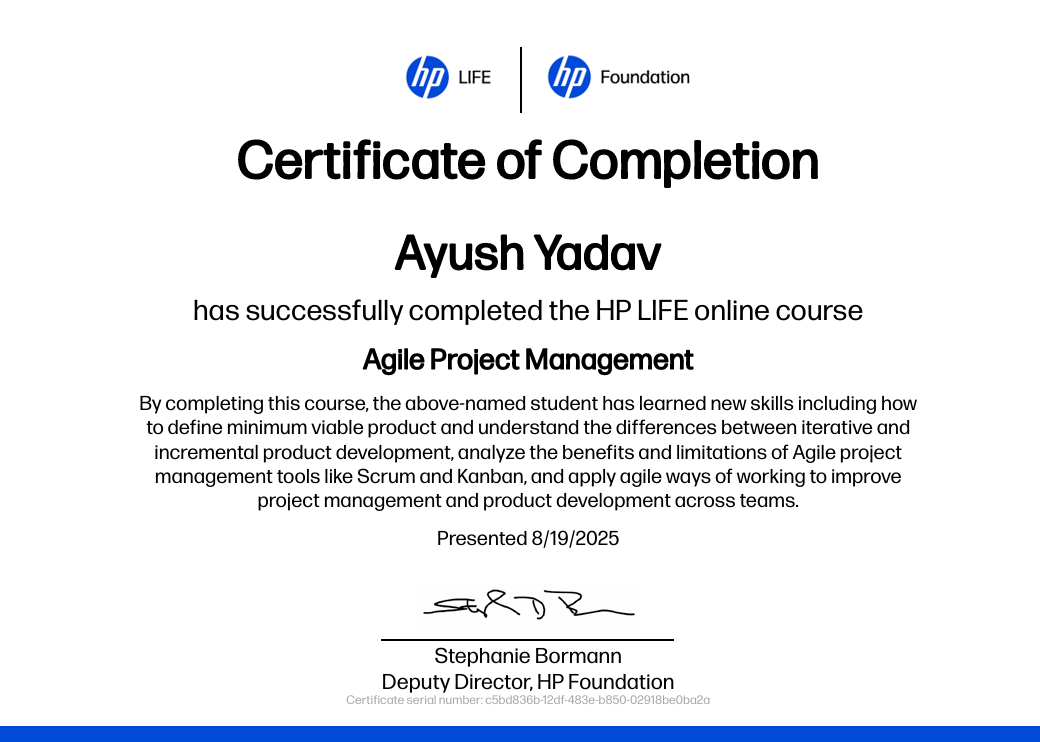 hp LIFE hp Foundation
Certificate of Completion
Ayush Yadav
has successfully completed the HP LIFE online course
Agile Project Management
By completing this course, the above-named student has learned new skills including how
to define minimum viable product and understand the differences between iterative and
incremental product development, analyze the benefits and limitations of Agile project
management tools like Scrum and Kanban, and apply agile ways of working to improve
project management and product development across teams.
Presented 8/19/2025
Stephanie Bormann
Deputy Director, HP Foundation
Certificate serial number: c5bd836b-12df-483e-b850-02918be0ba2a